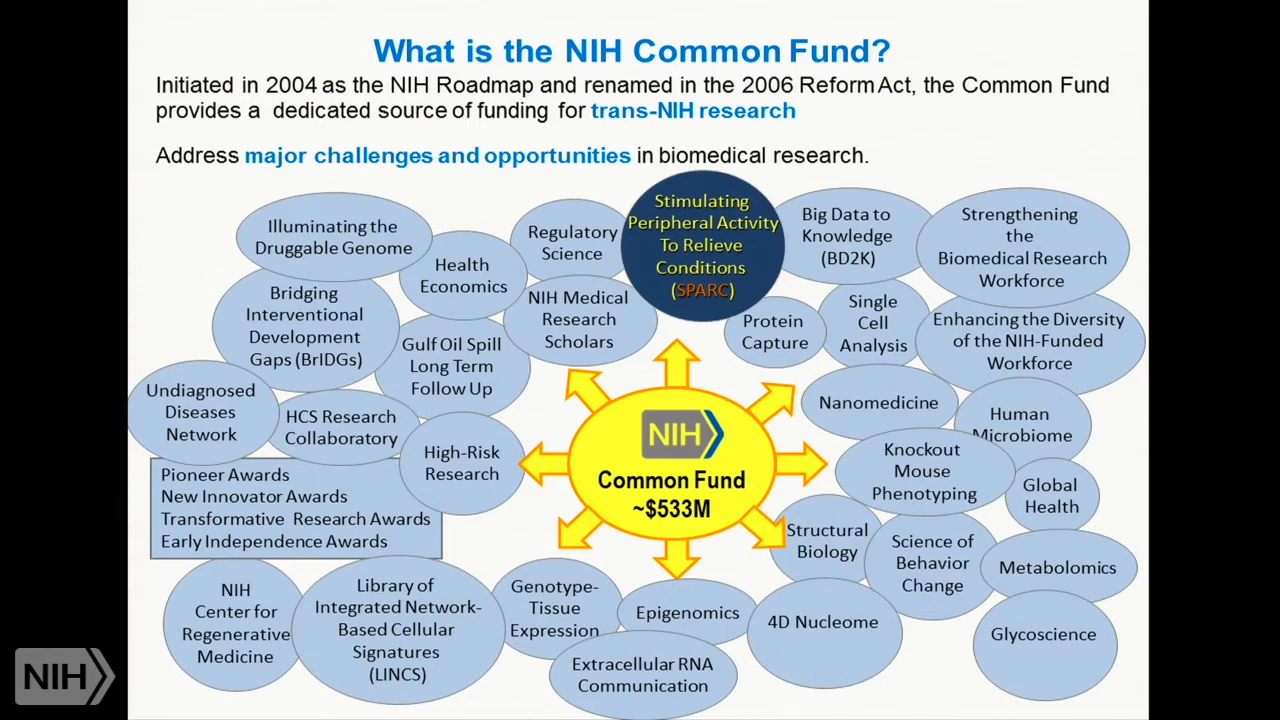 What is the NIH Common Fund?
Initiated in 2004 as the NIH Roadmap and renamed in the 2006 Reform Act, the Common Fund
provides a dedicated source of funding for trans-NIH research
Address major challenges and opportunities in biomedical research.
Illuminating the
Druggable Genome
Health
Economics
Regulatory
Science
Stimulating
Peripheral Activity
To Relieve
Conditions
(SPARC)
Big Data to
Knowledge
(BD2K)
Strengthening
the
Biomedical Research
Workforce
Bridging
Interventional
Development
Gaps (BrIDGs)
Gulf Oil Spill
Long Term
Follow Up
NIH Medical
Research
Scholars
Protein
Capture
Single
Cell
Analysis
Enhancing the Diversity
of the NIH-Funded
Workforce
Undiagnosed
Diseases
Network
HCS Research
Collaboratory
High-Risk
Research
NIH
Common Fund
~$533M
Nanomedicine
Human
Microbiome
Knockout
Mouse
Phenotyping
Global
Health
Pioneer Awards
New Innovator Awards
Transformative Research Awards
Early Independence Awards
Structural
Biology
Science of
Behavior
Change
Metabolomics
NIH
Center for
Regenerative
Medicine
Library of
Integrated Network-
Based Cellular
Signatures
(LINCS)
Genotype-
Tissue
Expression
Epigenomics
4D Nucleome
Glycoscience
Extracellular RNA
Communication
NIH